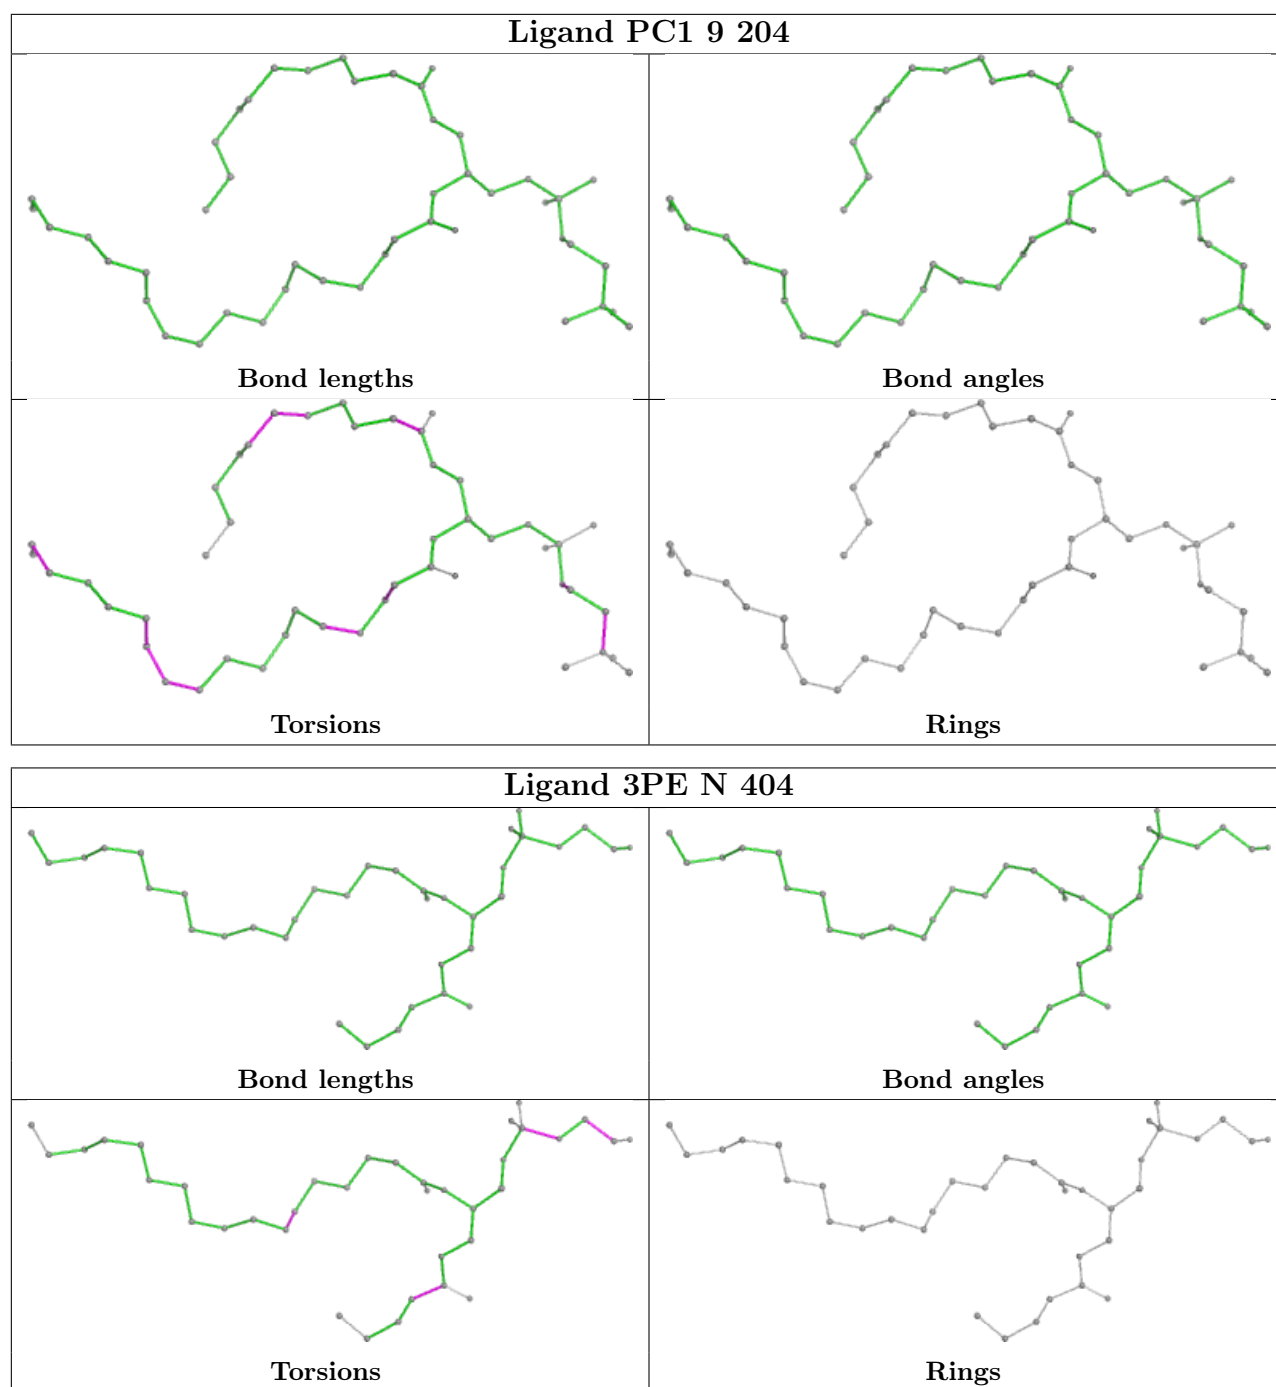 Ligand PC1 9 204
Bond lengths
Bond angles
Torsions
Rings
Ligand 3PE N 404
Bond lengths
Bond angles
Torsions
Rings